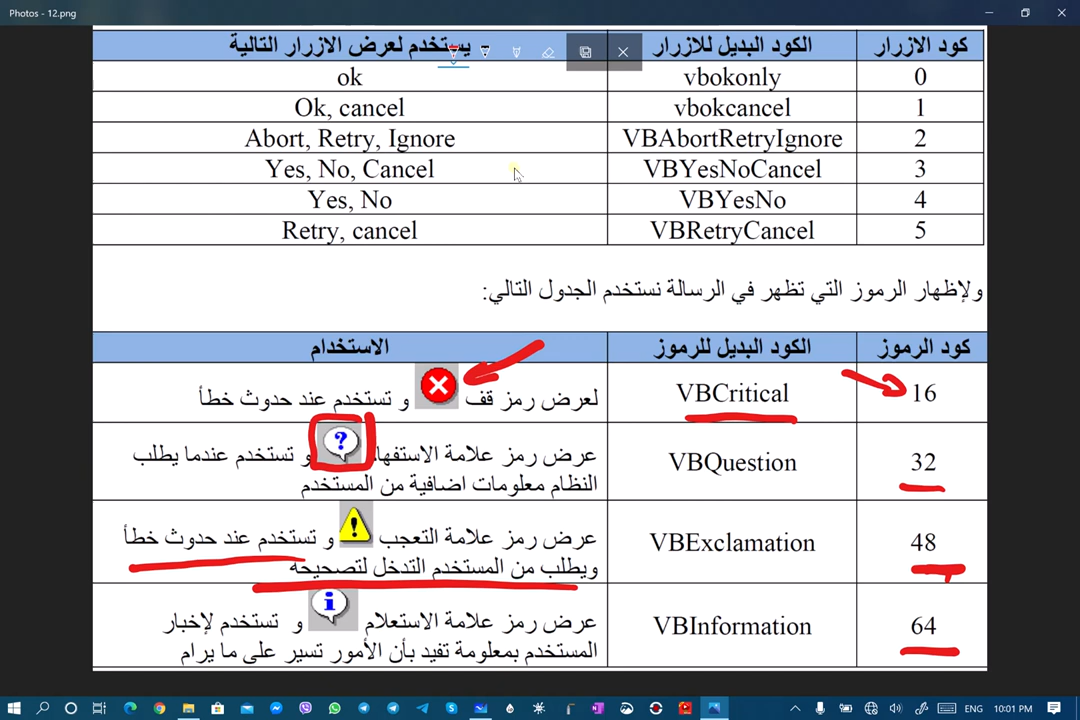 Photos - 12.png
كود الازرار	الكود البديل للازرار	يستخدم لعرض الازرار التالية
0	vbokonly	ok
1	vbokcancel	Ok, cancel
2	VBAbortRetryIgnore	Abort, Retry, Ignore
3	VBYesNoCancel	Yes, No, Cancel
4	VBYesNo	Yes, No
5	VBRetryCancel	Retry, cancel
ولإظهار الرموز التي تظهر في الرسالة نستخدم الجدول التالي:
كود الرموز	الكود البديل للرموز	الاستخدام
16	VBCritical	لعرض رمز قف و تستخدم عند حدوث خطأ
32	VBQuestion	عرض رمز علامة الاستفهام و تستخدم عندما يطلب
النظام معلومات اضافية من المستخدم
48	VBExclamation	عرض رمز علامة التعجب و تستخدم عند حدوث خطأ
ويطلب من المستخدم التدخل لتصحيحه
64	VBInformation	عرض رمز علامة الاستعلام و تستخدم لإخبار
المستخدم بمعلومة تفيد بأن الأمور تسير على ما يرام
ENG	10:01 PM